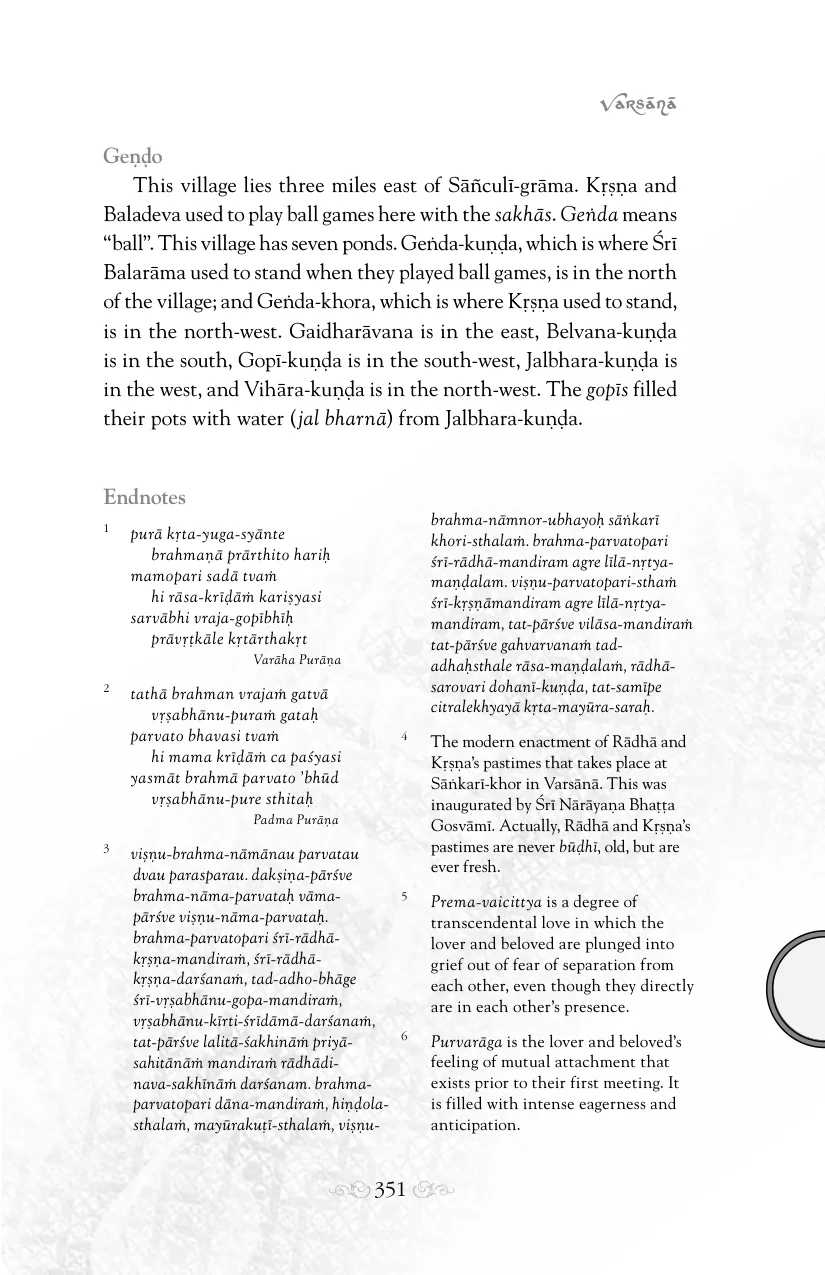 Varsāṇā
Geṇḍo
This village lies three miles east of Sāñculī-grāma. Kṛṣṇa and
Baladeva used to play ball games here with the sakhās. Geṅda means
“ball”. This village has seven ponds. Geṅda-kuṇḍa, which is where Śrī
Balarāma used to stand when they played ball games, is in the north
of the village; and Geṅda-khora, which is where Kṛṣṇa used to stand,
is in the north-west. Gaidharāvana is in the east, Belvana-kuṇḍa
is in the south, Gopī-kuṇḍa is in the south-west, Jalbhara-kuṇḍa is
in the west, and Vihāra-kuṇḍa is in the north-west. The gopīs filled
their pots with water (jal bharnā) from Jalbhara-kuṇḍa.
Endnotes
1 purā kṛta-yuga-syānte
brahmaṇā prārthito hariḥ
mamopari sadā tvaṁ
hi rāsa-krīḍāṁ kariṣyasi
sarvābhi vraja-gopībhīḥ
prāvṛṭkāle kṛtārthakṛt
Varāha Purāṇa
2 tathā brahman vrajaṁ gatvā
vṛṣabhānu-puraṁ gataḥ
parvato bhavasi tvaṁ
hi mama krīḍāṁ ca paśyasi
yasmāt brahmā parvato ’bhūd
vṛṣabhānu-pure sthitaḥ
Padma Purāṇa
3 viṣṇu-brahma-nāmānau parvatau
dvau parasparau. dakṣiṇa-pārśve
brahma-nāma-parvataḥ vāma-
pārśve viṣṇu-nāma-parvataḥ.
brahma-parvatopari śrī-rādhā-
kṛṣṇa-mandiraṁ, śrī-rādhā-
kṛṣṇa-darśanaṁ, tad-adho-bhāge
śrī-vṛṣabhānu-gopa-mandiraṁ,
vṛṣabhānu-kīrti-śrīdāmā-darśanaṁ,
tat-pārśve lalitā-śakhināṁ priyā-
sahitānāṁ mandiraṁ rādhādi-
nava-sakhīnāṁ darśanam. brahma-
parvatopari dāna-mandiraṁ, hiṇḍola-
sthalaṁ, mayūrakuṭī-sthalaṁ, viṣṇu-
brahma-nāmnor-ubhayoḥ sāṅkarī
khori-sthalaṁ. brahma-parvatopari
śrī-rādhā-mandiram agre līlā-nṛtya-
maṇḍalam. viṣṇu-parvatopari-sthaṁ
śrī-kṛṣṇāmandiram agre līlā-nṛtya-
mandiram, tat-pārśve vilāsa-mandiraṁ
tat-pārśve gahvarvanaṁ tad-
adhaḥsthale rāsa-maṇḍalaṁ, rādhā-
sarovari dohanī-kuṇḍa, tat-samīpe
citralekhyayā kṛta-mayūra-saraḥ.
4 The modern enactment of Rādhā and
Kṛṣṇa’s pastimes that takes place at
Sāṅkarī-khor in Varsānā. This was
inaugurated by Śrī Nārāyaṇa Bhaṭṭa
Gosvāmī. Actually, Rādhā and Kṛṣṇa’s
pastimes are never būḍhī, old, but are
ever fresh.
5 Prema-vaicittya is a degree of
transcendental love in which the
lover and beloved are plunged into
grief out of fear of separation from
each other, even though they directly
are in each other’s presence.
6 Purvarāga is the lover and beloved’s
feeling of mutual attachment that
exists prior to their first meeting. It
is filled with intense eagerness and
anticipation.
351